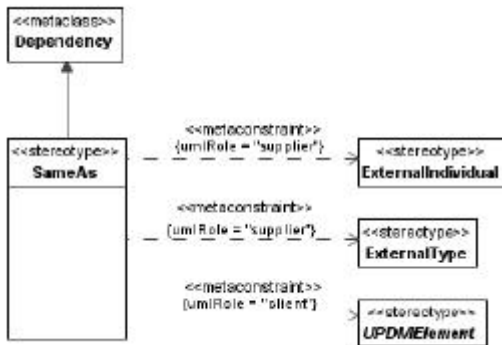 <<metaclass>>
Dependency
<<metaconstraint>>
{umlRole = "supplier"}
<<stereotype>>
SameAs
<<stereotype>>
ExternalIndividual
<<metaconstraint>>
{umlRole = "supplier"}
<<stereotype>>
ExternalType
<<metaconstraint>>
{umlRole = "client"}
<<stereotype>>
UPDMElement